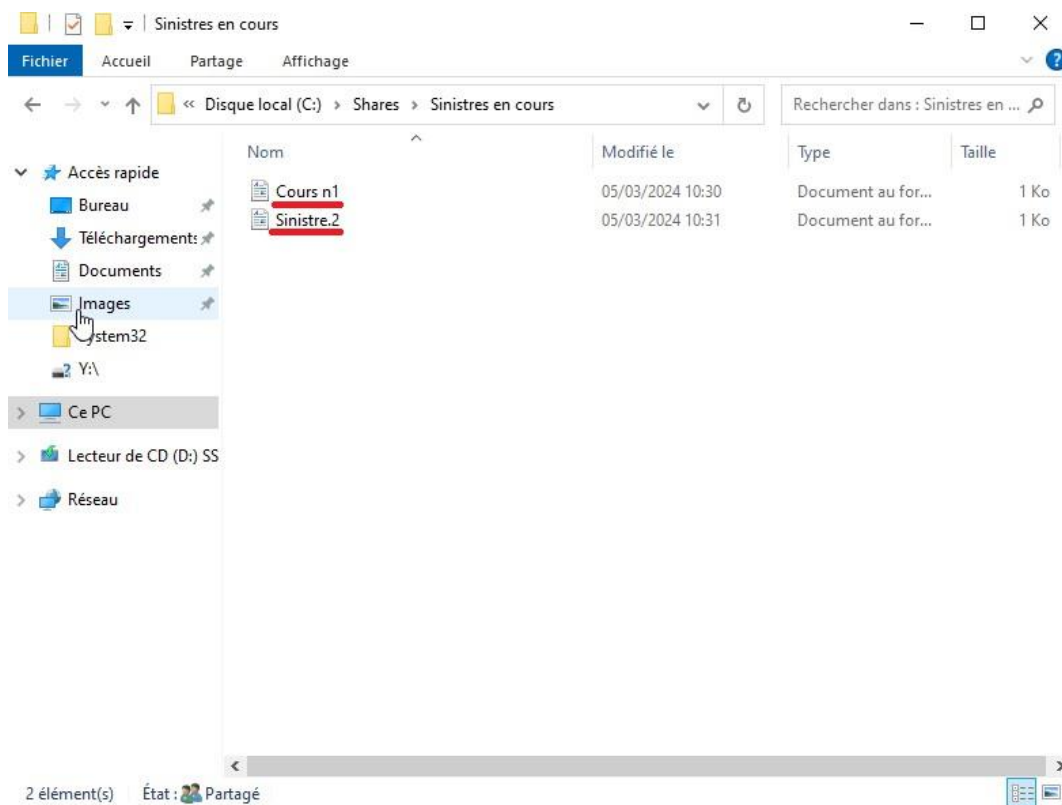 Sinistres en cours
Fichier Accueil Partage Affichage
« Disque local (C:) > Shares > Sinistres en cours Rechercher dans : Sinistres en ...
Nom Modifié le Type Taille
Accès rapide
Bureau
Téléchargements
Documents
Images
ystem32
Y:\
Ce PC
Lecteur de CD (D:) SS
Réseau
Cours n1 05/03/2024 10:30 Document au for... 1 Ko
Sinistre.2 05/03/2024 10:31 Document au for... 1 Ko
2 élément(s) État : Partagé